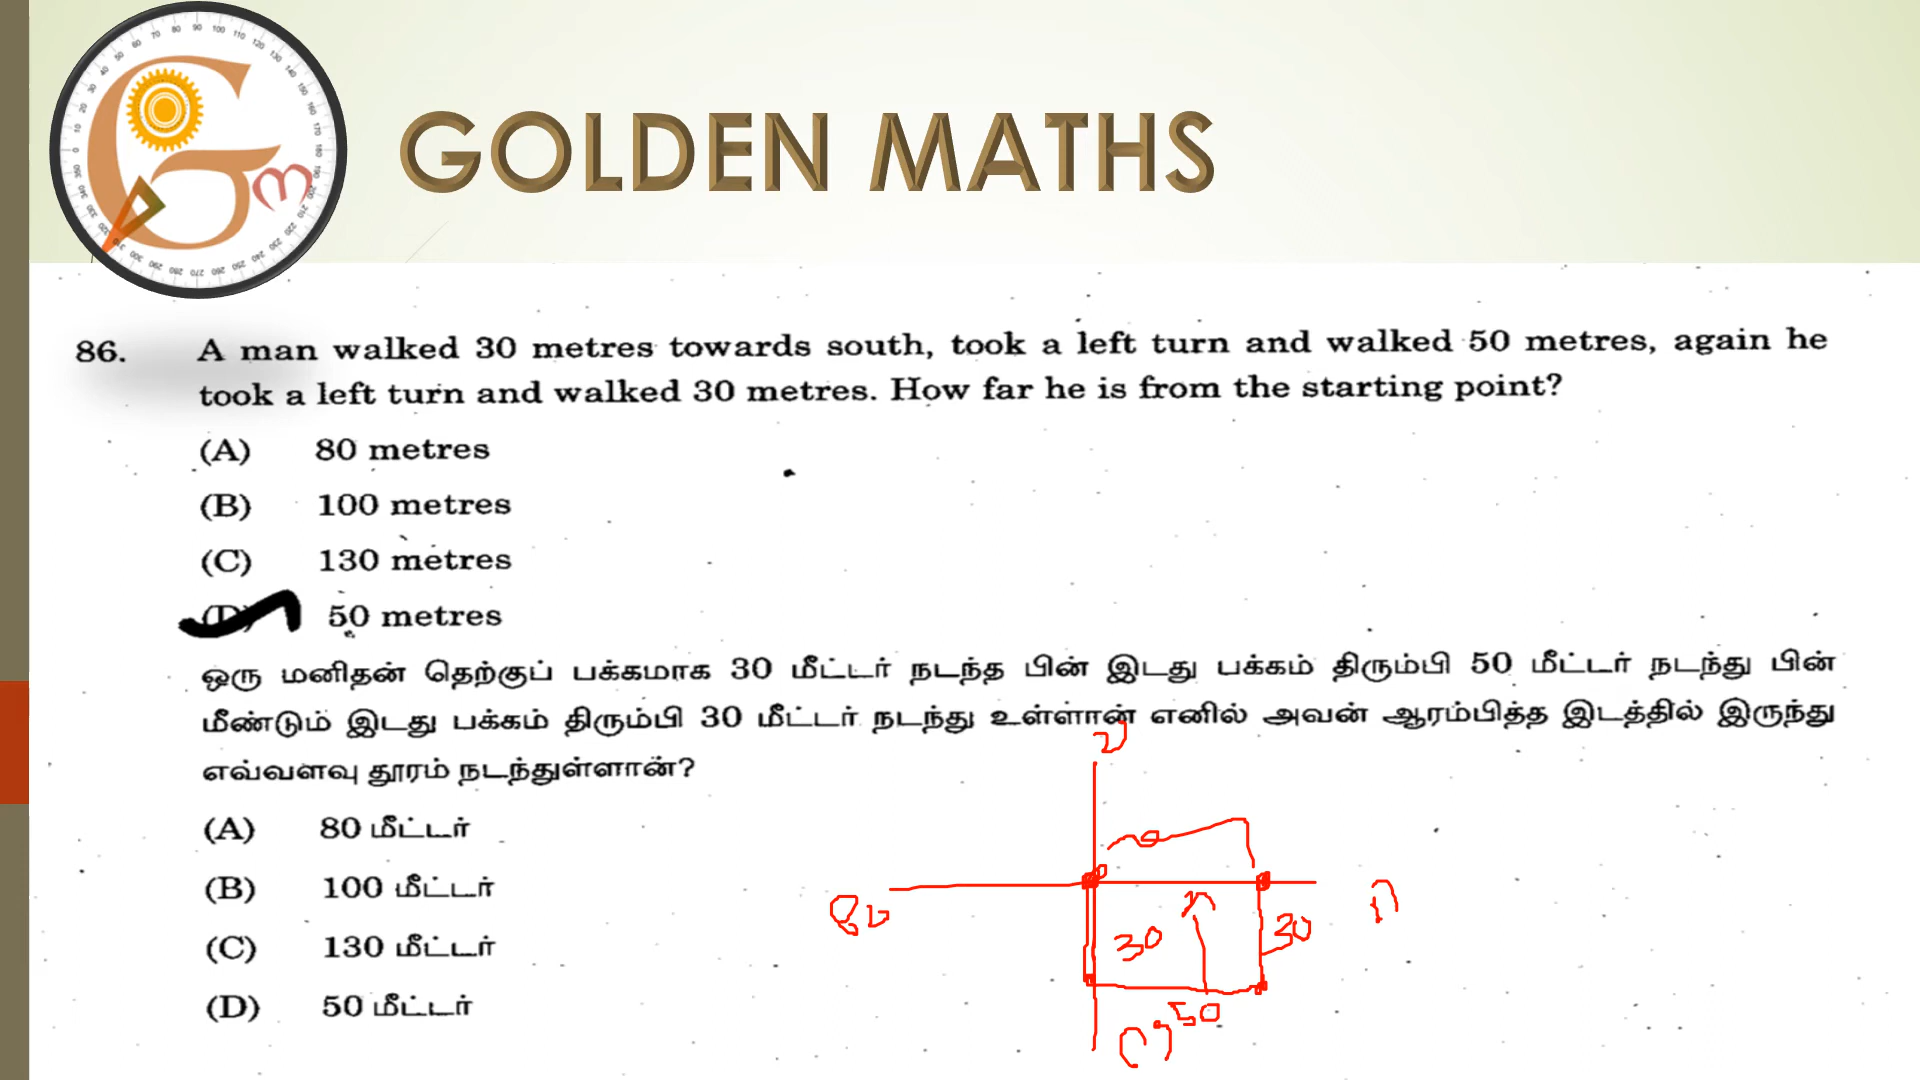 GOLDEN MATHS
86. A man walked 30 metres towards south, took a left turn and walked 50 metres, again he
took a left turn and walked 30 metres. How far he is from the starting point?
(A) 80 metres
(B) 100 metres
(C) 130 metres
(D) 50 metres
ஒரு மனிதன் தெற்குப் பக்கமாக 30 மீட்டர் நடந்த பின் இடது பக்கம் திரும்பி 50 மீட்டர் நடந்து பின்
மீண்டும் இடது பக்கம் திரும்பி 30 மீட்டர் நடந்து உள்ளான் எனில் அவன் ஆரம்பித்த இடத்தில் இருந்து
எவ்வளவு தூரம் நடந்துள்ளான்?
(A) 80 மீட்டர்
(B) 100 மீட்டர்
(C) 130 மீட்டர்
(D) 50 மீட்டர்
30
30
50